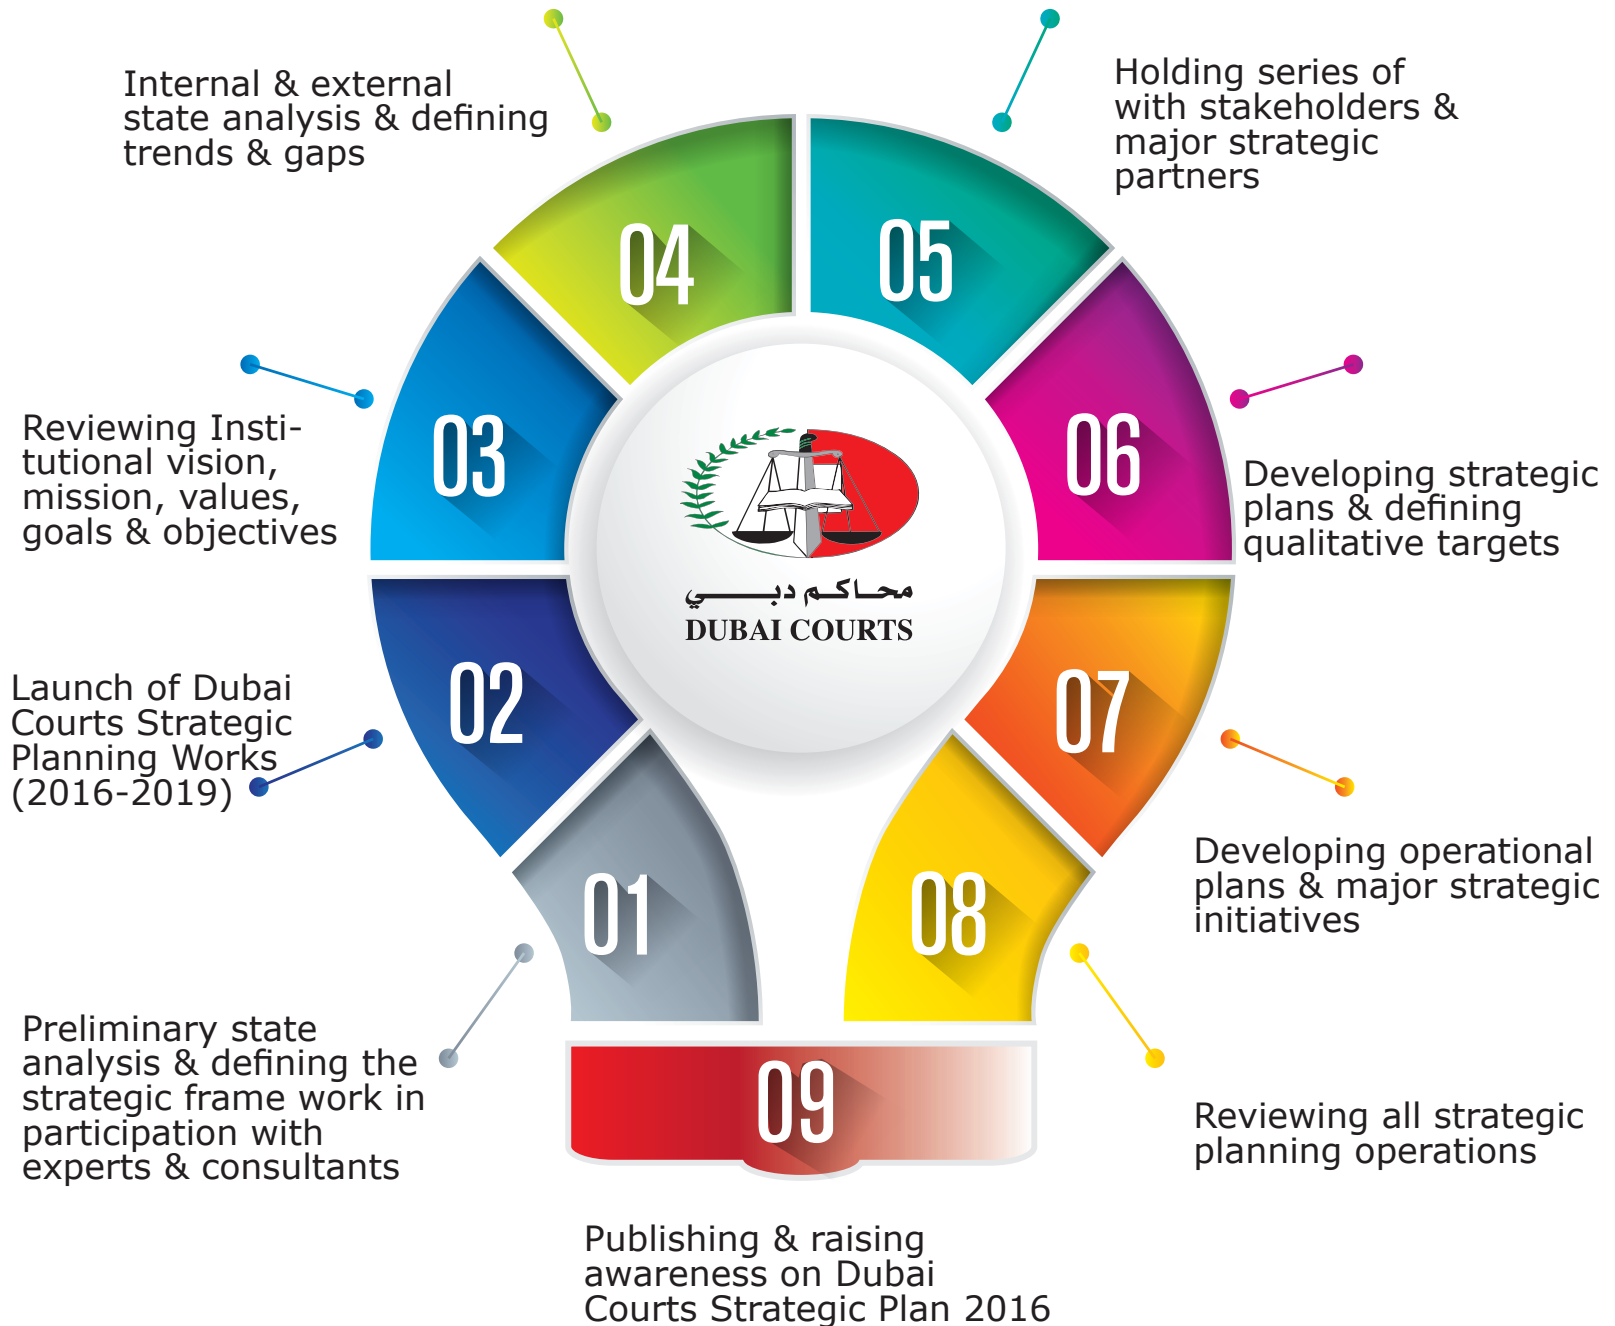 Internal & external
state analysis & defining
trends & gaps
04
Holding series of
with stakeholders &
major strategic
partners
05
Reviewing Insti-
tutional vision,
mission, values,
goals & objectives
03
06
Developing strategic
plans & defining
qualitative targets
محاكم دبي
DUBAI COURTS
Launch of Dubai
Courts Strategic
Planning Works
(2016-2019)
02
07
Developing operational
plans & major strategic
initiatives
Preliminary state
analysis & defining the
strategic frame work in
participation with
experts & consultants
01
08
Reviewing all strategic
planning operations
09
Publishing & raising
awareness on Dubai
Courts Strategic Plan 2016